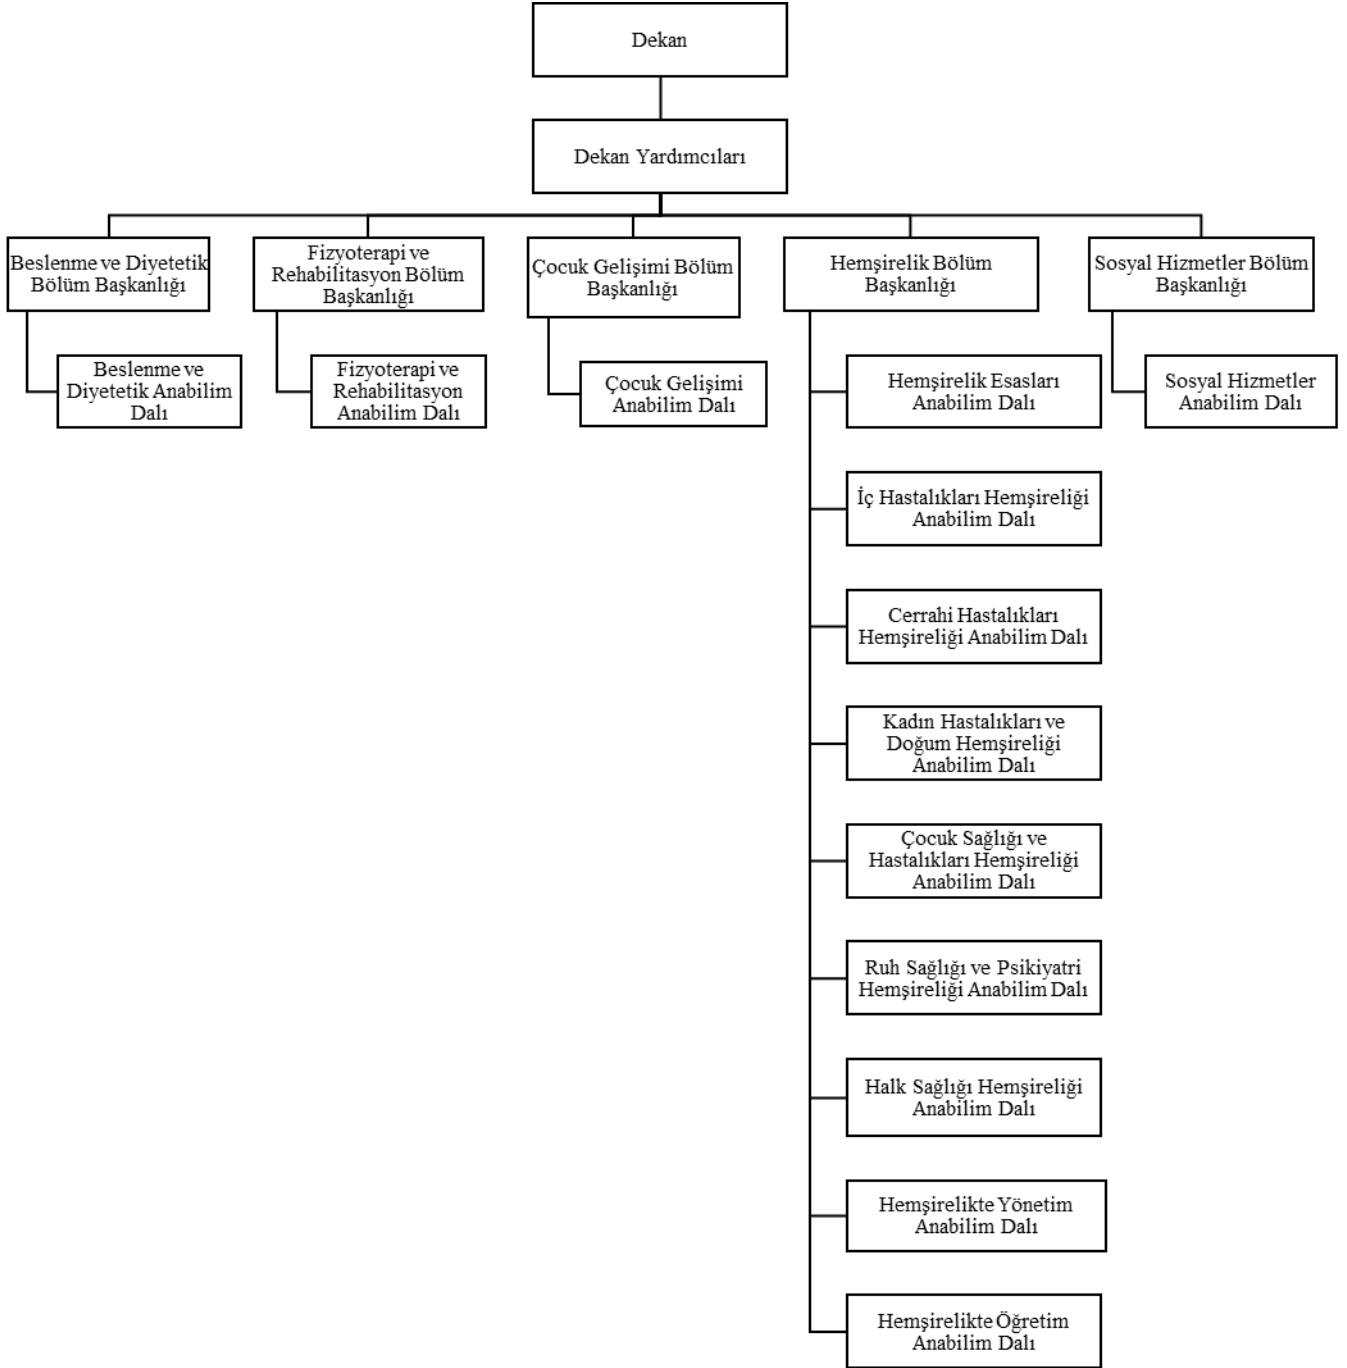 Dekan
Dekan Yardımcıları
Beslenme ve Diyetetik
Bölüm Başkanlığı
Fizyoterapi ve
Rehabilitasyon Bölüm
Başkanlığı
Çocuk Gelişimi Bölüm
Başkanlığı
Hemşirelik Bölüm
Başkanlığı
Sosyal Hizmetler Bölüm
Başkanlığı
Beslenme ve
Diyetetik Anabilim
Dalı
Fizyoterapi ve
Rehabilitasyon
Anabilim Dalı
Çocuk Gelişimi
Anabilim Dalı
Hemşirelik Esasları
Anabilim Dalı
Sosyal Hizmetler
Anabilim Dalı
İç Hastalıkları Hemşireliği
Anabilim Dalı
Cerrahi Hastalıkları
Hemşireliği Anabilim Dalı
Kadın Hastalıkları ve
Doğum Hemşireliği
Anabilim Dalı
Çocuk Sağlığı ve
Hastalıkları Hemşireliği
Anabilim Dalı
Ruh Sağlığı ve Psikiyatri
Hemşireliği Anabilim Dalı
Halk Sağlığı Hemşireliği
Anabilim Dalı
Hemşirelikte Yönetim
Anabilim Dalı
Hemşirelikte Öğretim
Anabilim Dalı